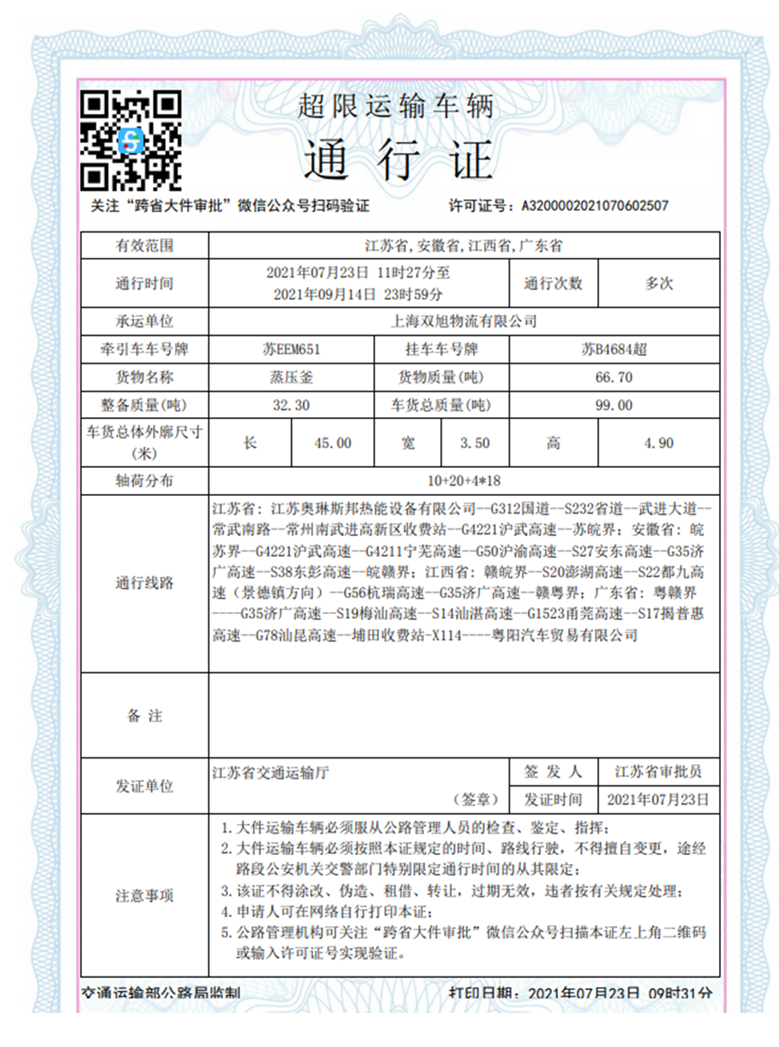 超限运输车辆
通行证
关注“跨省大件审批”微信公众号扫码验证 许可证号：A3200002021070602507
有效范围 江苏省,安徽省,江西省,广东省
通行时间 2021年07月23日 11时27分至
2021年09月14日 23时59分 通行次数 多次
承运单位 上海双旭物流有限公司
牵引车车号牌 苏EEM651 挂车车号牌 苏B4684超
货物名称 蒸压釜 货物质量(吨) 66.70
整备质量(吨) 32.30 车货总质量(吨) 99.00
车货总体外廓尺寸
(米) 长 45.00 宽 3.50 高 4.90
轴荷分布 10+20+4*18
通行线路
江苏省: 江苏奥琳斯邦热能设备有限公司--G312国道--S232省道--武进大道--
常武南路--常州南武进高新区收费站--G4221沪武高速--苏皖界; 安徽省: 皖
苏界--G4221沪武高速--G4211宁芜高速--G50沪渝高速--S27安东高速--G35济
广高速--S38东彭高速--皖赣界; 江西省: 赣皖界--S20澎湖高速--S22都九高
速（景德镇方向）--G56杭瑞高速--G35济广高速--赣粤界; 广东省: 粤赣界
----G35济广高速--S19梅汕高速--S14汕湛高速--G1523甬莞高速--S17揭普惠
高速--G78汕昆高速--埔田收费站-X114----粤阳汽车贸易有限公司
备 注
发证单位 江苏省交通运输厅
（签章） 签 发 人 江苏省审批员
发证时间 2021年07月23日
注意事项
1. 大件运输车辆必须服从公路管理人员的检查、鉴定、指挥;
2. 大件运输车辆必须按照本证规定的时间、路线行驶, 不得擅自变更, 途经
路段公安机关交警部门特别限定通行时间的从其限定;
3. 该证不得涂改、伪造、租借、转让, 过期无效, 违者按有关规定处理;
4. 申请人可在网络自行打印本证;
5. 公路管理机构可关注“跨省大件审批”微信公众号扫描本证左上角二维码
或输入许可证号实现验证。
交通运输部公路局监制 打印日期：2021年07月23日 09时31分